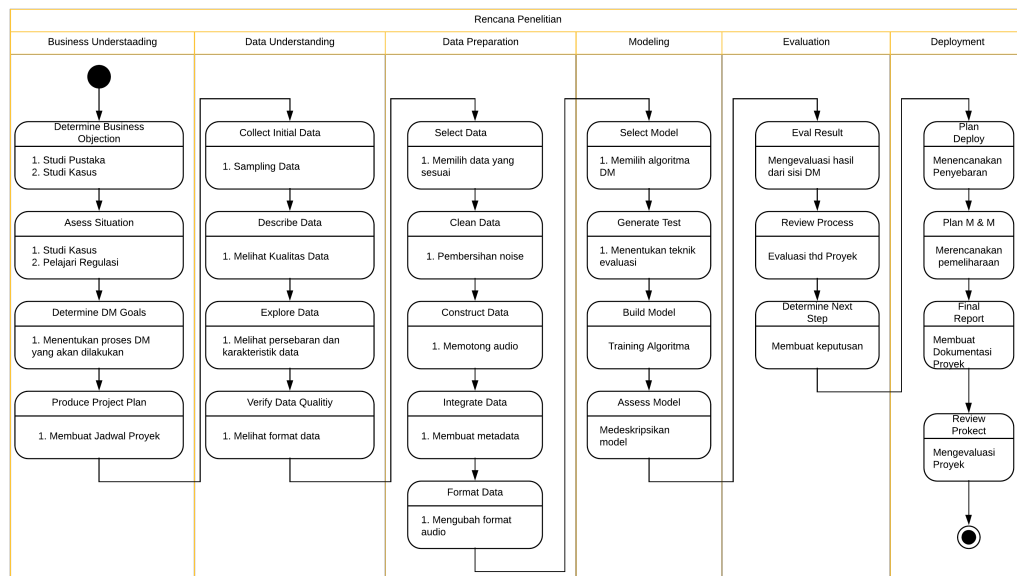 Rencana Penelitian
Business Understaading
Data Understanding
Data Preparation
Modeling
Evaluation
Deployment
Determine Business
Objection
1. Studi Pustaka
2. Studi Kasus
Asess Situation
1. Studi Kasus
2. Pelajari Regulasi
Determine DM Goals
1. Menentukan proses DM
yang akan dilakukan
Produce Project Plan
1. Membuat Jadwal Proyek
Collect Initial Data
1. Sampling Data
Describe Data
1. Melihat Kualitas Data
Explore Data
1. Melihat persebaran dan
karakteristik data
Verify Data Qualitiy
1. Melihat format data
Select Data
1. Memilih data yang
sesuai
Clean Data
1. Pembersihan noise
Construct Data
1. Memotong audio
Integrate Data
1. Membuat metadata
Format Data
1. Mengubah format
audio
Select Model
1. Memilih algoritma
DM
Generate Test
1. Menentukan teknik
evaluasi
Build Model
Training Algoritma
Assess Model
Medeskripsikan
model
Eval Result
Mengevaluasi hasil
dari sisi DM
Review Process
Evaluasi thd Proyek
Determine Next
Step
Membuat keputusan
Plan
Deploy
Menencanakan
Penyebaran
Plan M & M
Merencanakan
pemeliharaan
Final
Report
Membuat
Dokumentasi
Proyek
Review
Prokect
Mengevaluasi
Proyek